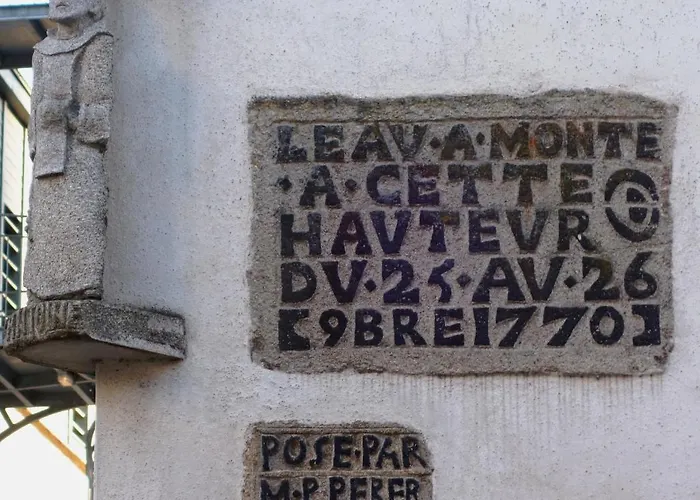 LEAV·A·MONTE
·A·CETTE
HAVTEVR
DV·25·AV·26
9BRE1770
POSE·PAR
M·P·PERER